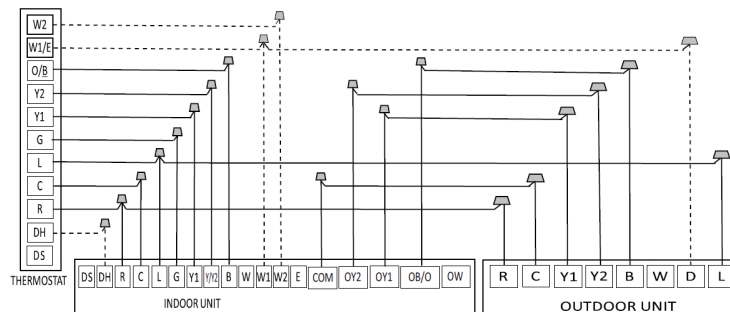 W2
W1/E
O/B
Y2
Y1
G
L
C
R
DH
DS
THERMOSTAT
DS DH R C L G Y1 Y/Y2 B W W1 W2 E COM OY2 OY1 OB/O OW
INDOOR UNIT
R C Y1 Y2 B W D L
OUTDOOR UNIT